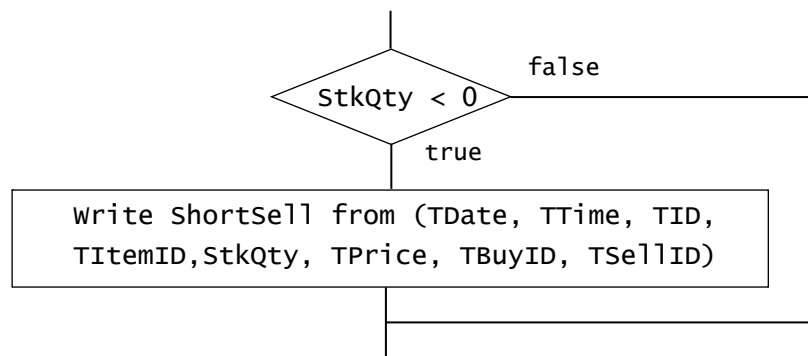 false
StkQty < 0
true
Write ShortSell from (TDate, TTime, TID,
TItemID,StkQty, TPrice, TBuyID, TSellID)